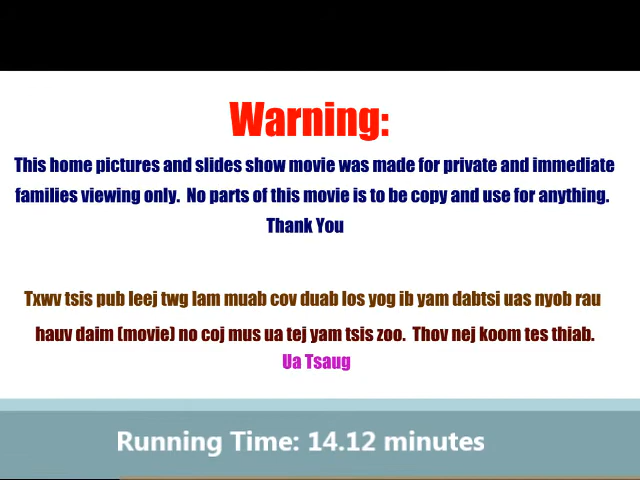 Warning:
This home pictures and slides show movie was made for private and immediate
families viewing only. No parts of this movie is to be copy and use for anything.
Thank You
Txwv tsis pub leej twg lam muab cov duab los yog ib yam dabtsi uas nyob rau
hauv daim (movie) no coj mus ua tej yam tsis zoo. Thov nej koom tes thiab.
Ua Tsaug
Running Time: 14.12 minutes